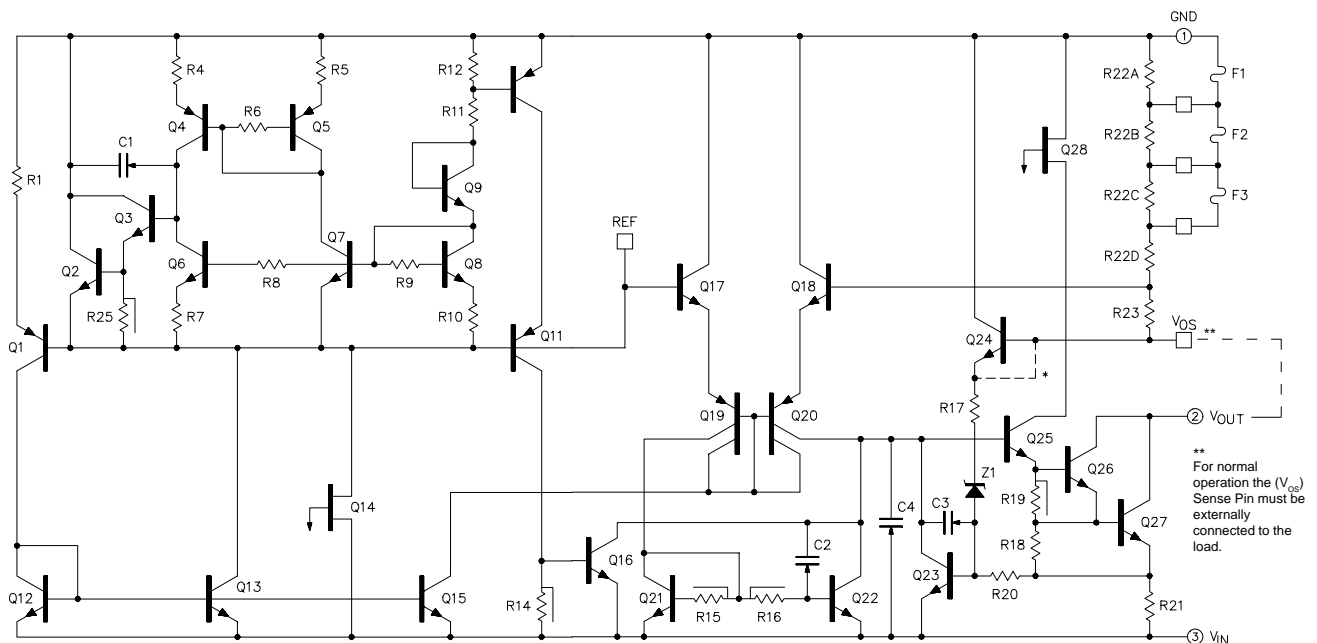 GND
1
R4
R5
R12
R22A
F1
R11
Q4
R6
Q5
C1
Q28
R22B
F2
R1
Q9
R22C
F3
Q3
REF
Q7
Q2
Q6
R8
R9
Q8
Q17
Q18
R22D
R25
R7
R10
R23
Q1
Q11
Q24
VOS **
*
Q19
Q20
R17
Q25
2 VOUT
Q26
Z1
R19
Q27
**
For normal
operation the (VOS)
Sense Pin must be
externally
connected to the
load.
Q14
C4
C3
Q16
C2
R18
Q12
Q13
Q15
R14
Q21
R15
R16
Q22
Q23
R20
R21
3 VIN